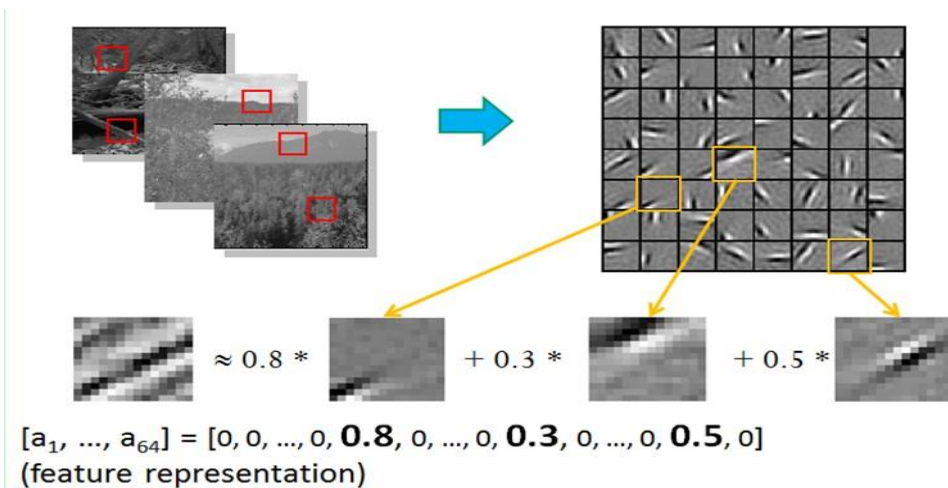 ≈ 0.8 * + 0.3 * + 0.5 *
[a1, ..., a64] = [0, 0, ..., 0, 0.8, 0, ..., 0, 0.3, 0, ..., 0, 0.5, 0]
(feature representation)